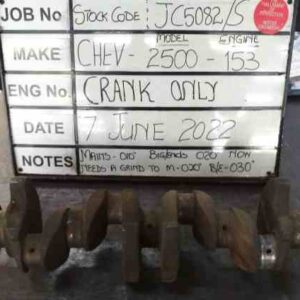 JOB No Stock Code: JC5082/S
MODEL ENGINE
MAKE CHEV - 2500 - 153
ENG No. CRANK ONLY
DATE 7 JUNE 2022
NOTES MAINS -010" BIGENDS 020 NOW
NEEDS A GRIND TO M-020" B/E-030"